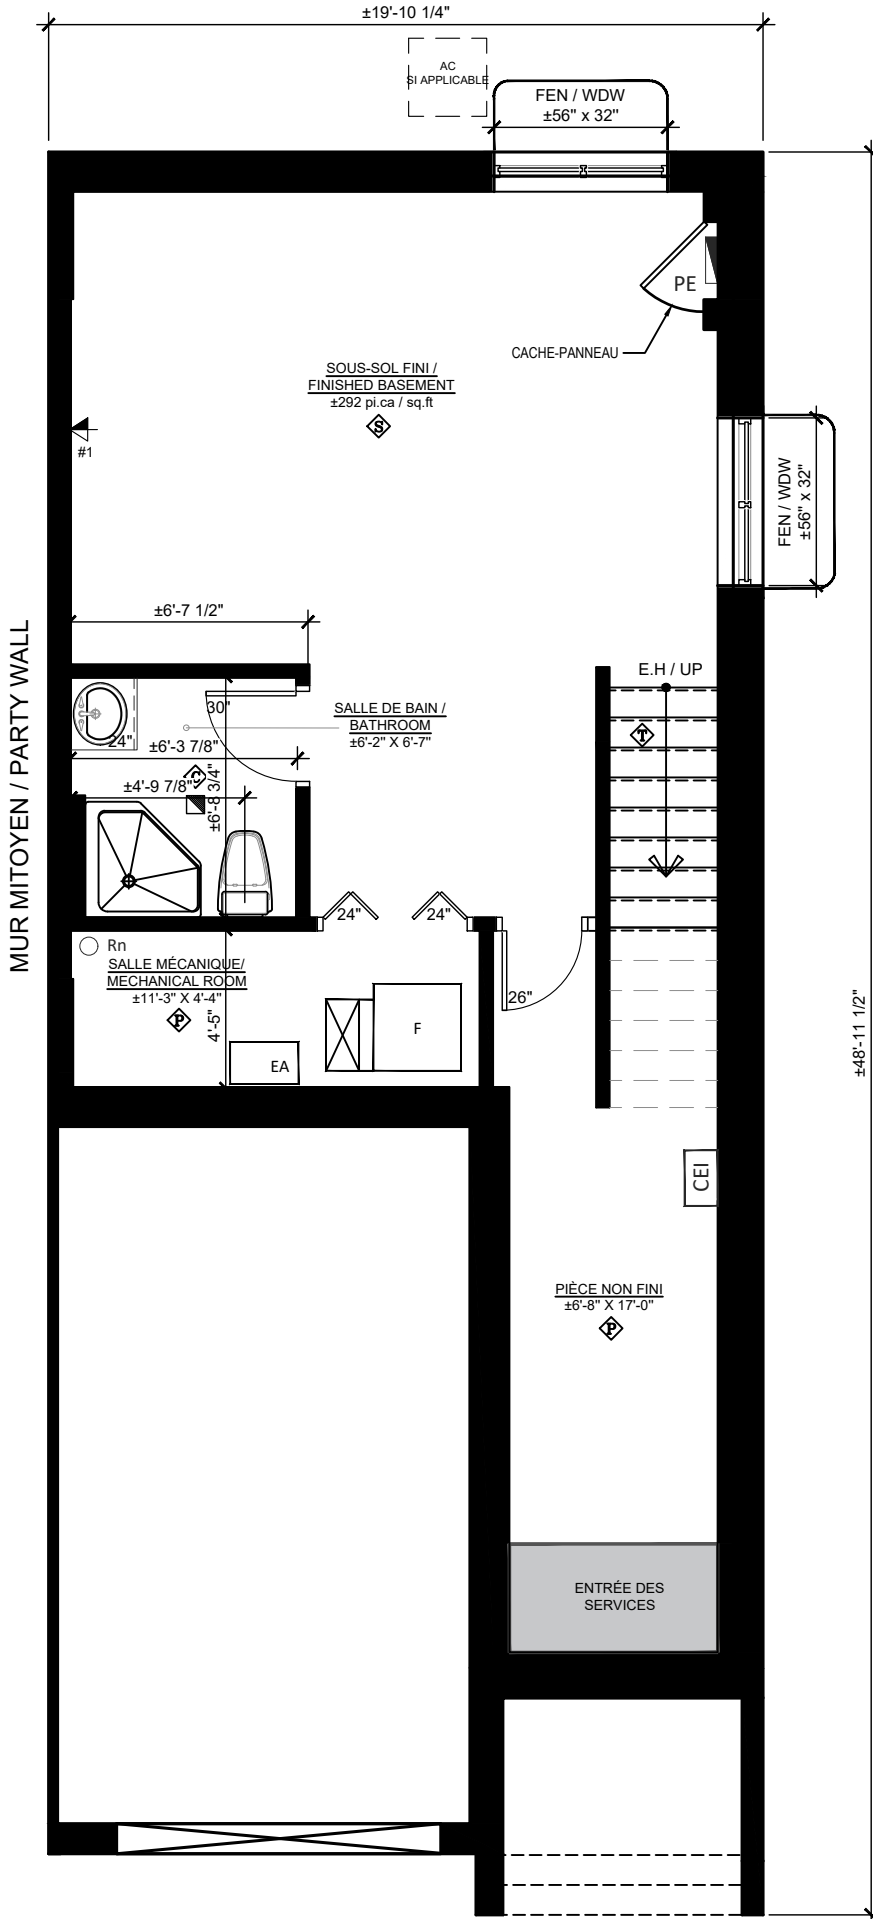 ±19'-10 1/4"
AC
SI APPLICABLE
FEN / WDW
±56" x 32"
PE
CACHE-PANNEAU
SOUS-SOL FINI /
FINISHED BASEMENT
±292 pi.ca / sq.ft
S
#1
FEN / WDW
±56" x 32"
±6'-7 1/2"
MUR MITOYEN / PARTY WALL
E.H / UP
T
30"
SALLE DE BAIN /
BATHROOM
±6'-2" X 6'-7"
24"
±6'-3 7/8"
C
±4'-9 7/8"
±6'-8 3/4"
24"
24"
Rn
SALLE MÉCANIQUE/
MECHANICAL ROOM
±11'-3" X 4'-4"
P
4'-5"
EA
F
26"
±48'-11 1/2"
CEI
PIÈCE NON FINI
±6'-8" X 17'-0"
P
ENTRÉE DES
SERVICES